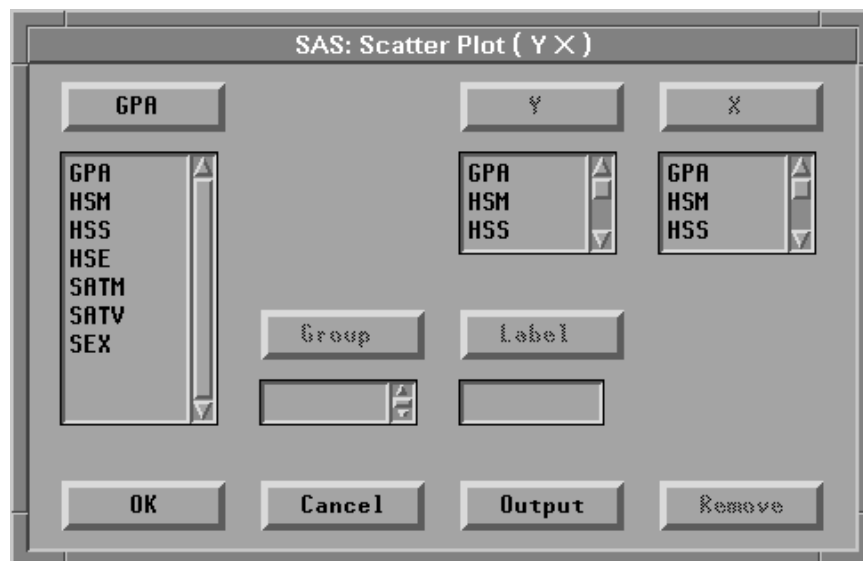 SAS: Scatter Plot ( Y X )
GPA
Y
X
GPA
HSM
HSS
HSE
SATM
SATV
SEX
GPA
HSM
HSS
GPA
HSM
HSS
Group
Label
OK
Cancel
Output
Remove